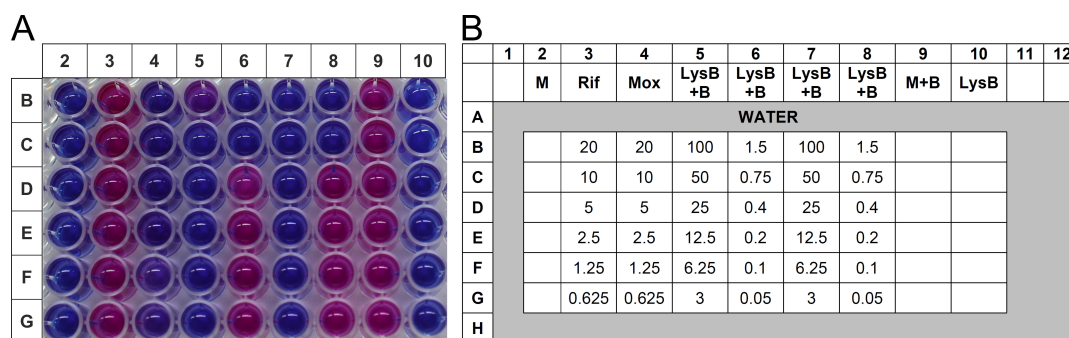 A
2 3 4 5 6 7 8 9 10
B
C
D
E
F
G
B
1 2 3 4 5 6 7 8 9 10 11 12
M Rif Mox LysB +B LysB +B LysB +B LysB +B M+B LysB
A WATER
B 20 20 100 1.5 100 1.5
C 10 10 50 0.75 50 0.75
D 5 5 25 0.4 25 0.4
E 2.5 2.5 12.5 0.2 12.5 0.2
F 1.25 1.25 6.25 0.1 6.25 0.1
G 0.625 0.625 3 0.05 3 0.05
H